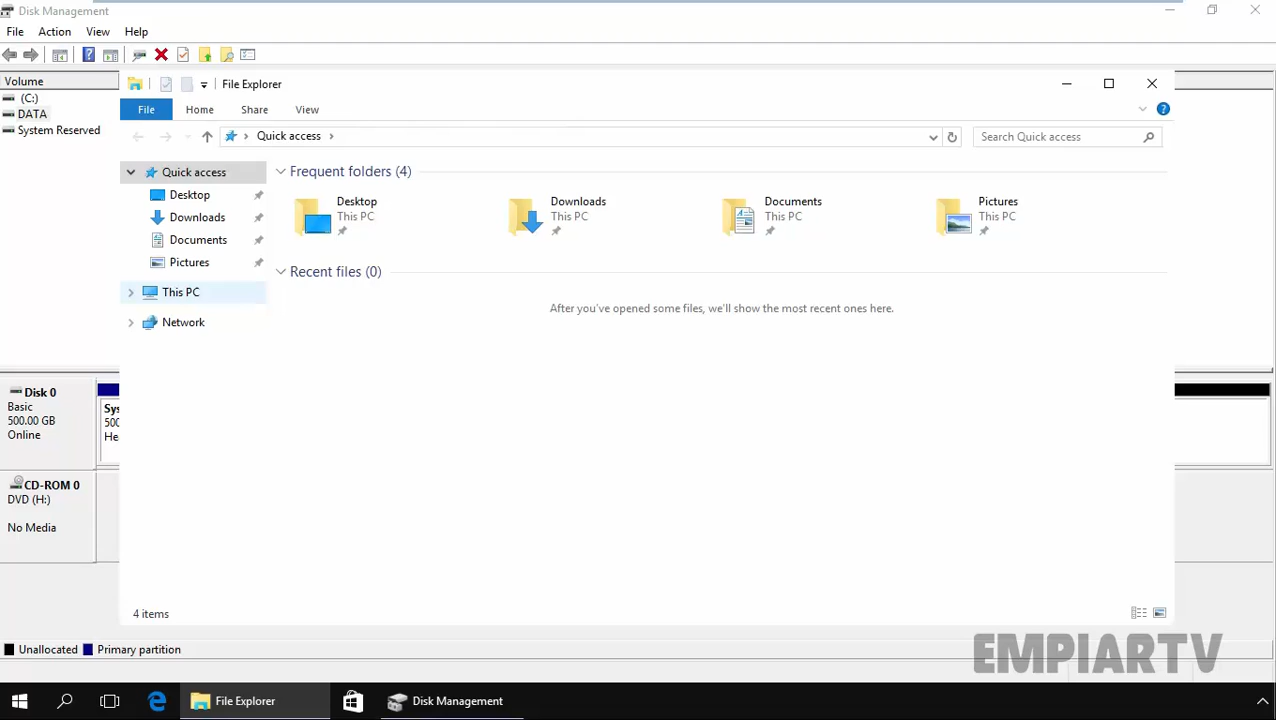 Disk Management
File Action View Help
Volume
(C:)
DATA
System Reserved
File Explorer
File Home Share View
Quick access
Search Quick access
Quick access
Desktop
Downloads
Documents
Pictures
This PC
Network
Frequent folders (4)
Desktop
This PC
Downloads
This PC
Documents
This PC
Pictures
This PC
Recent files (0)
After you've opened some files, we'll show the most recent ones here.
4 items
Disk 0
Basic
500.00 GB
Online
Sys
500
Hea
CD-ROM 0
DVD (H:)
No Media
Unallocated Primary partition
EMPIARTV
File Explorer
Disk Management